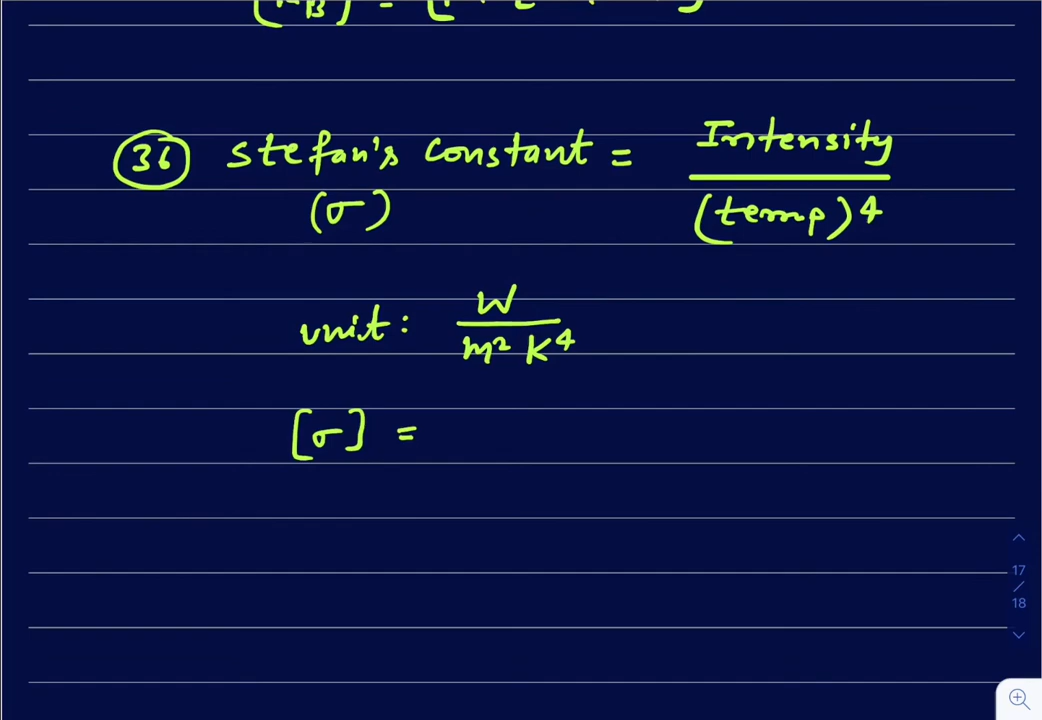 36 stefan's constant = Intensity / (temp)⁴
(σ)
unit: W / m² K⁴
[σ] =
17
/
18